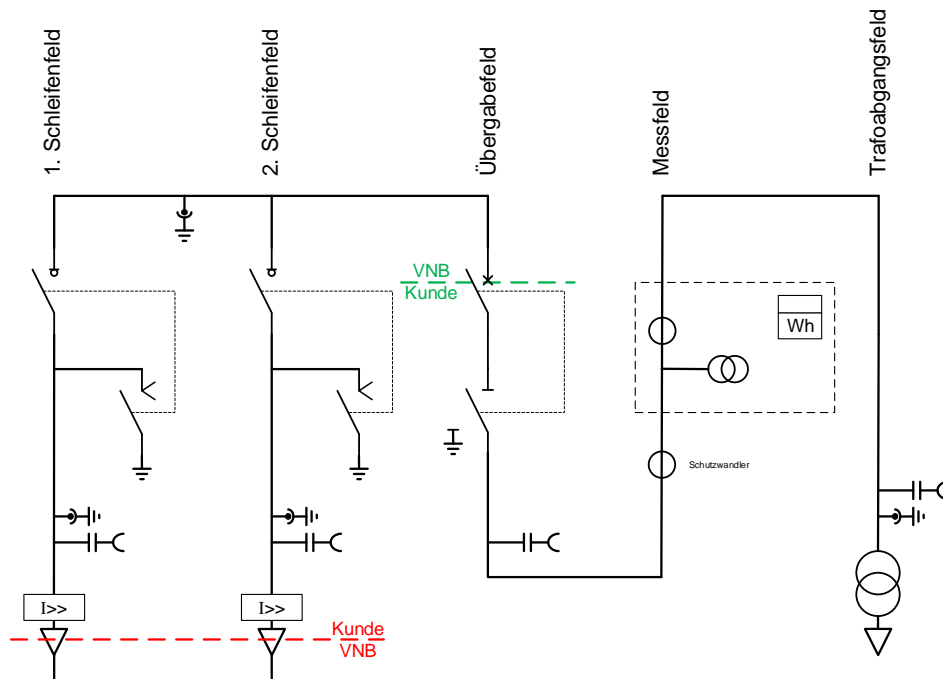 1. Schleifenfeld
2. Schleifenfeld
Übergabefeld
Messfeld
Trafoabgangsfeld
VNB
Kunde
Wh
Schutzwandler
I>>
I>>
Kunde
VNB